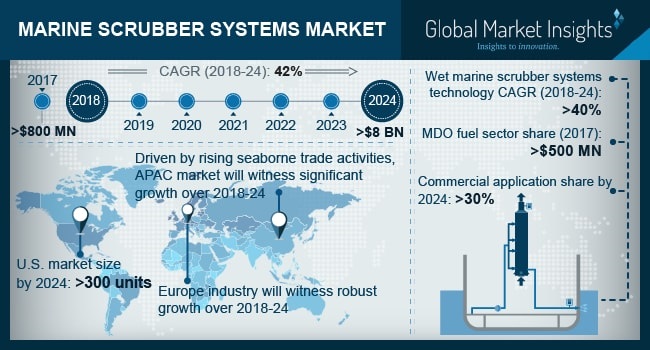 MARINE SCRUBBER SYSTEMS MARKET
Global Market Insights
Insights to innovation.
CAGR (2018-24): 42%
2017
2018
2024
>$800 MN
2019
2020
2021
2022
2023
>$8 BN
Driven by rising seaborne trade activities,
APAC market will witness significant
growth over 2018-24
U.S. market size
by 2024: >300 units
Europe industry will witness robust
growth over 2018-24
Wet marine scrubber systems
technology CAGR (2018-24):
>40%
MDO fuel sector share (2017):
>$500 MN
Commercial application share by
2024: >30%